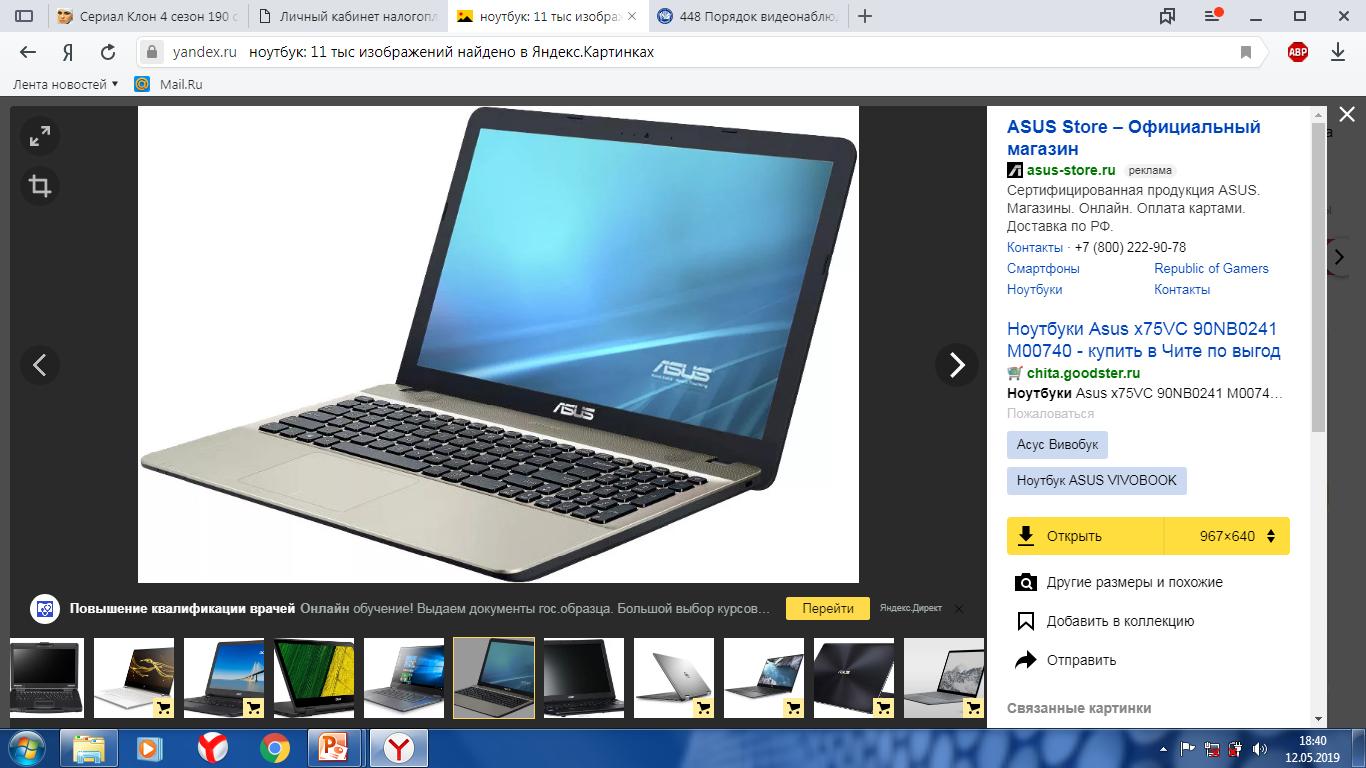 Сериал Клон 4 сезон 190 с
Личный кабинет налогопл
ноутбук: 11 тыс изображ
448 Порядок видеонаблю
Я
yandex.ru ноутбук: 11 тыс изображений найдено в Яндекс.Картинках
ABP
Лента новостей
Mail.Ru
ASUS
ASUS
ASUS Store – Официальный
магазин
asus-store.ru реклама
Сертифицированная продукция ASUS.
Магазины. Онлайн. Оплата картами.
Доставка по РФ.
Контакты · +7 (800) 222-90-78
Смартфоны Republic of Gamers
Ноутбуки Контакты
Ноутбуки Asus x75VC 90NB0241
M00740 - купить в Чите по выгод
chita.goodster.ru
Ноутбуки Asus x75VC 90NB0241 M0074...
Пожаловаться
Асус Вивобук
Ноутбук ASUS VIVOBOOK
Открыть 967×640
Другие размеры и похожие
Добавить в коллекцию
Отправить
Связанные картинки
Повышение квалификации врачей Онлайн обучение! Выдаем документы гос.образца. Большой выбор курсов... Перейти Яндекс.Директ
18:40
12.05.2019